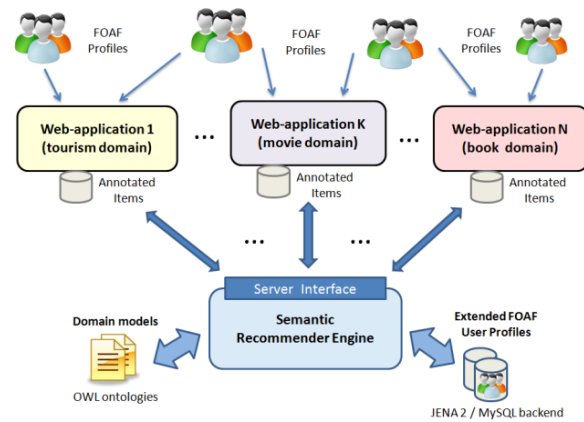 FOAF
Profiles
FOAF
Profiles
FOAF
Profiles
Web-application 1
(tourism domain)
...
Web-application K
(movie domain)
...
Web-application N
(book domain)
Annotated
Items
Annotated
Items
Annotated
Items
...
...
Server Interface
Semantic
Recommender Engine
Domain models
OWL ontologies
Extended FOAF
User Profiles
JENA 2 / MySQL backend